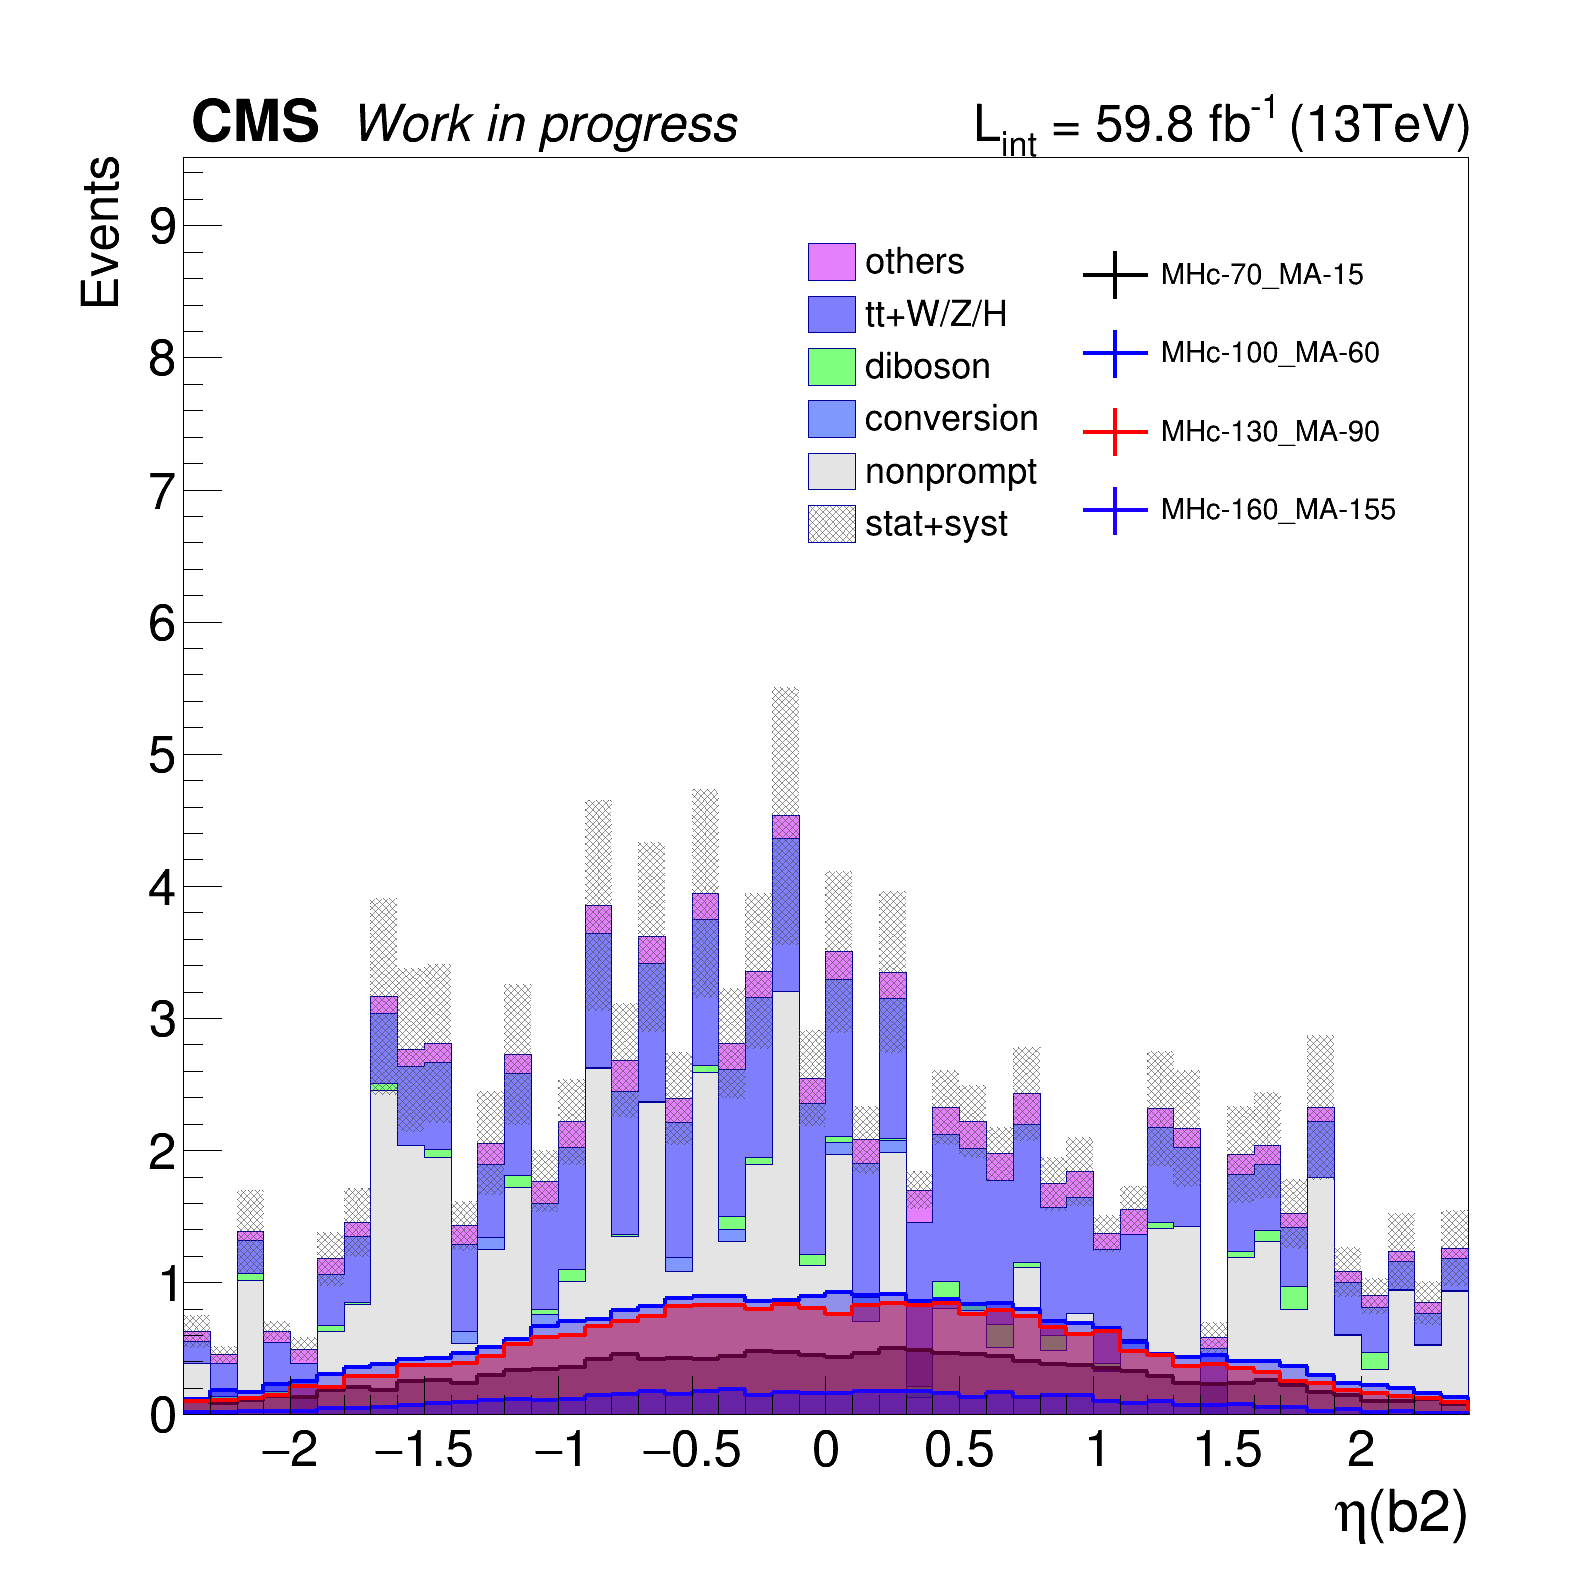 CMS Work in progress
L_int = 59.8 fb^-1 (13TeV)
Events
9
8
7
6
5
4
3
2
1
0
others
tt+W/Z/H
diboson
conversion
nonprompt
stat+syst
MHc-70_MA-15
MHc-100_MA-60
MHc-130_MA-90
MHc-160_MA-155
−2 −1.5 −1 −0.5 0 0.5 1 1.5 2
η(b2)